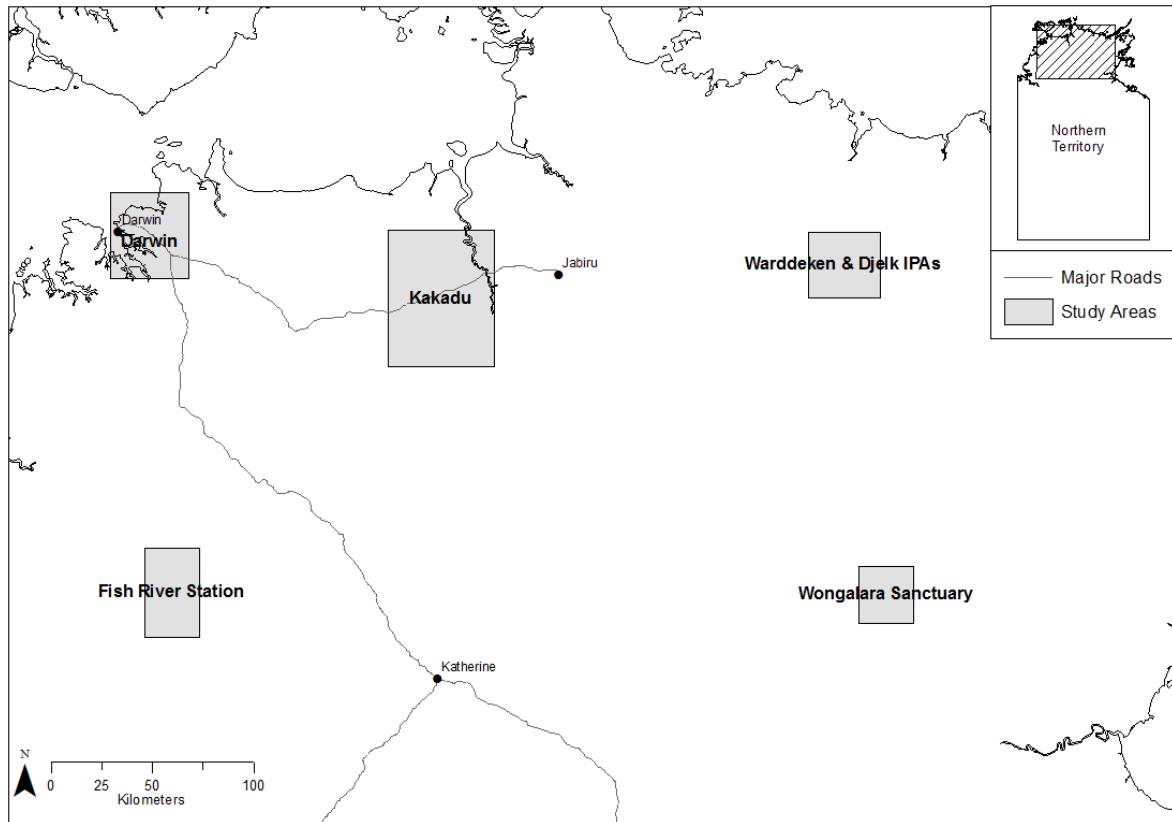 Northern
Territory
Darwin
Darwin
Jabiru
Warddeken & Djelk IPAs
Kakadu
Major Roads
Study Areas
Fish River Station
Wongalara Sanctuary
Katherine
N
0 25 50 100
Kilometers